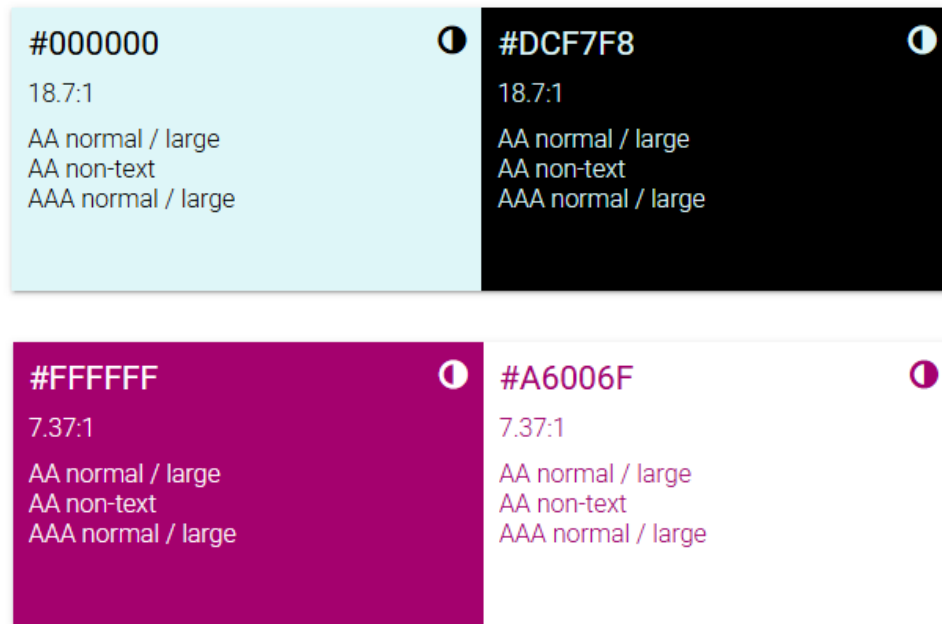 #000000
18.7:1
AA normal / large
AA non-text
AAA normal / large
#DCF7F8
18.7:1
AA normal / large
AA non-text
AAA normal / large
#FFFFFF
7.37:1
AA normal / large
AA non-text
AAA normal / large
#A6006F
7.37:1
AA normal / large
AA non-text
AAA normal / large